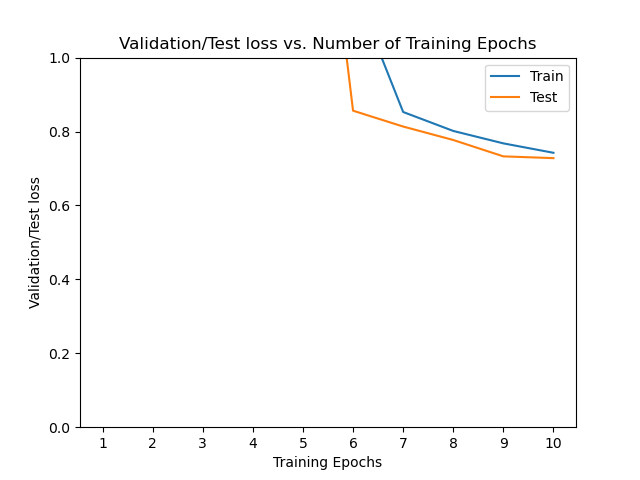 Validation/Test loss vs. Number of Training Epochs
1.0
0.8
0.6
0.4
0.2
0.0
Validation/Test loss
Train
Test
1 2 3 4 5 6 7 8 9 10
Training Epochs